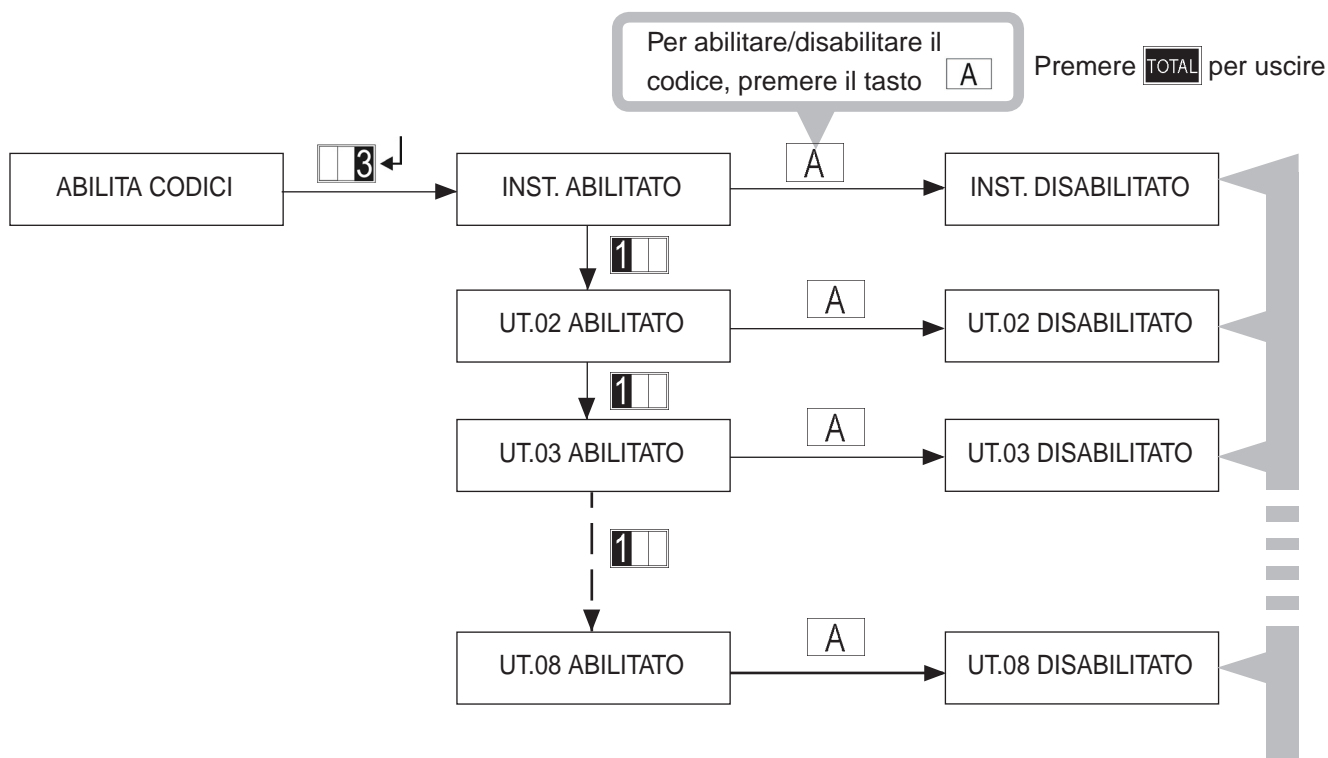 Per abilitare/disabilitare il
codice, premere il tasto A
Premere TOTAL per uscire
ABILITA CODICI
3
INST. ABILITATO
A
INST. DISABILITATO
1
UT.02 ABILITATO
A
UT.02 DISABILITATO
1
UT.03 ABILITATO
A
UT.03 DISABILITATO
1
UT.08 ABILITATO
A
UT.08 DISABILITATO